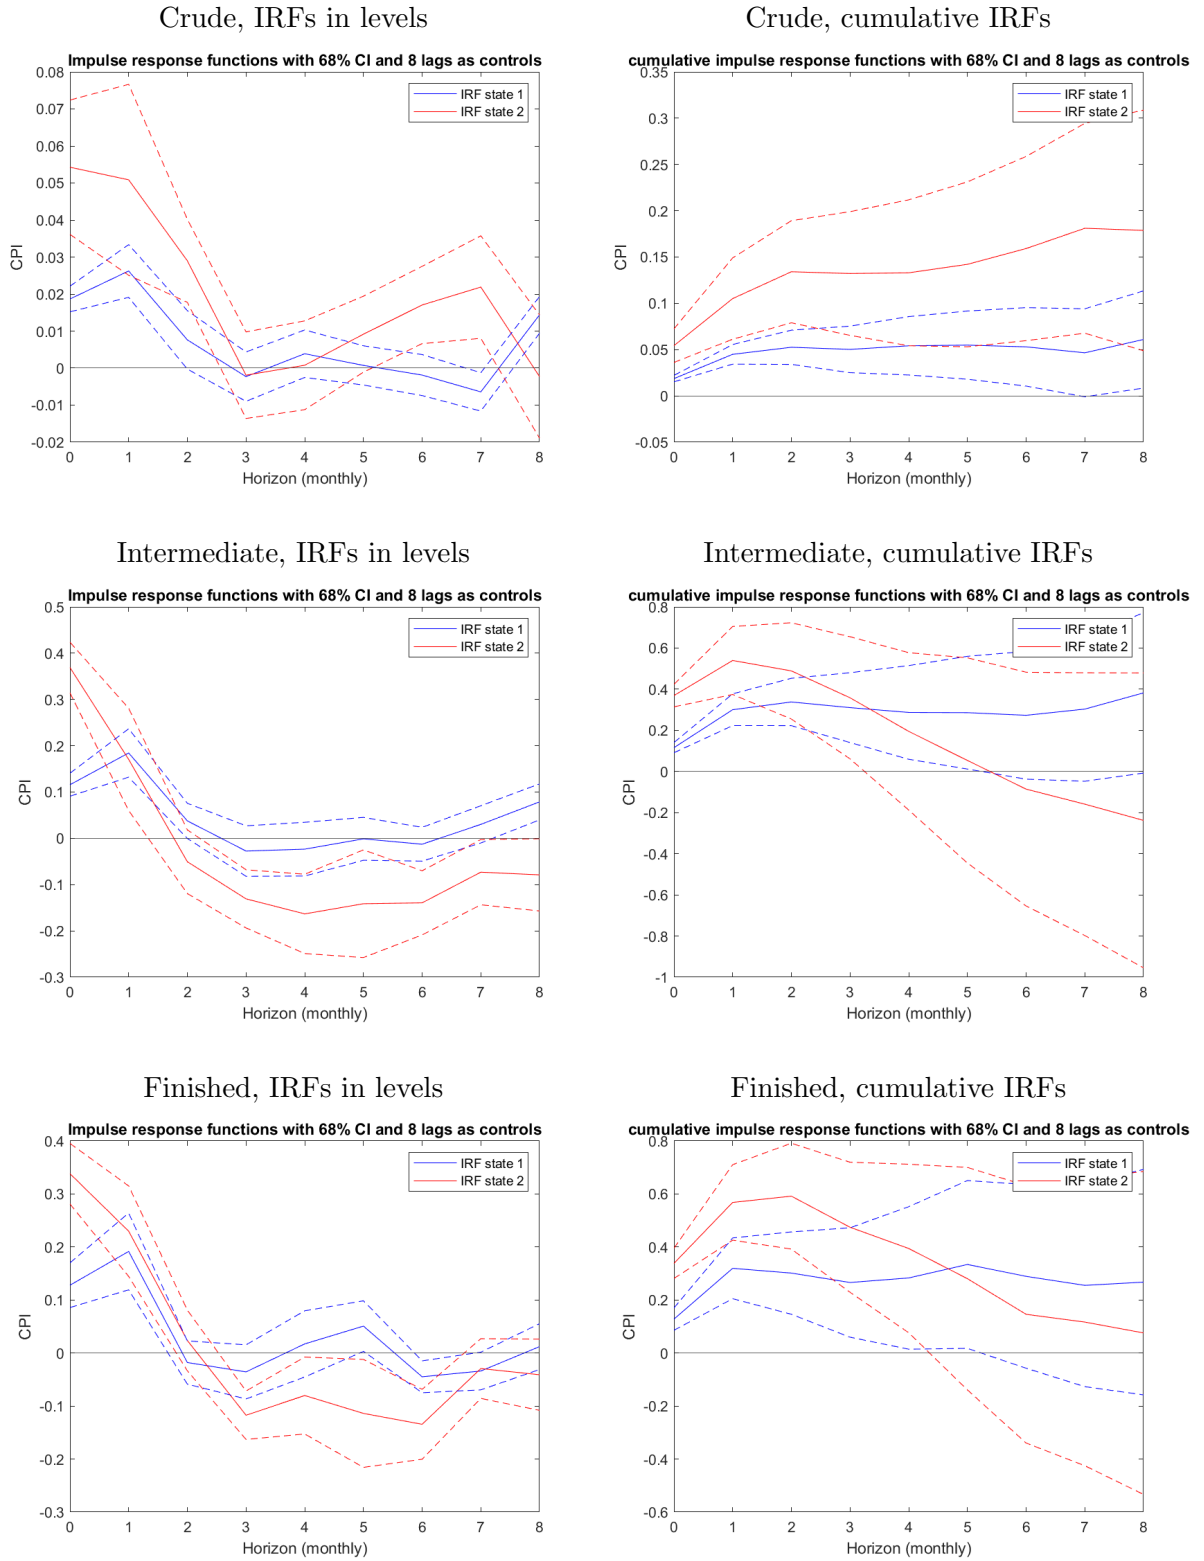 Crude, IRFs in levels
Impulse response functions with 68% CI and 8 lags as controls
IRF state 1
IRF state 2
0.08
0.07
0.06
0.05
0.04
0.03
0.02
0.01
0
-0.01
-0.02
CPI
0 1 2 3 4 5 6 7 8
Horizon (monthly)
Crude, cumulative IRFs
cumulative impulse response functions with 68% CI and 8 lags as controls
IRF state 1
IRF state 2
0.35
0.3
0.25
0.2
0.15
0.1
0.05
0
-0.05
CPI
0 1 2 3 4 5 6 7 8
Horizon (monthly)
Intermediate, IRFs in levels
Impulse response functions with 68% CI and 8 lags as controls
IRF state 1
IRF state 2
0.5
0.4
0.3
0.2
0.1
0
-0.1
-0.2
-0.3
CPI
0 1 2 3 4 5 6 7 8
Horizon (monthly)
Intermediate, cumulative IRFs
cumulative impulse response functions with 68% CI and 8 lags as controls
IRF state 1
IRF state 2
0.8
0.6
0.4
0.2
0
-0.2
-0.4
-0.6
-0.8
-1
CPI
0 1 2 3 4 5 6 7 8
Horizon (monthly)
Finished, IRFs in levels
Impulse response functions with 68% CI and 8 lags as controls
IRF state 1
IRF state 2
0.4
0.3
0.2
0.1
0
-0.1
-0.2
-0.3
CPI
0 1 2 3 4 5 6 7 8
Horizon (monthly)
Finished, cumulative IRFs
cumulative impulse response functions with 68% CI and 8 lags as controls
IRF state 1
IRF state 2
0.8
0.6
0.4
0.2
0
-0.2
-0.4
-0.6
CPI
0 1 2 3 4 5 6 7 8
Horizon (monthly)